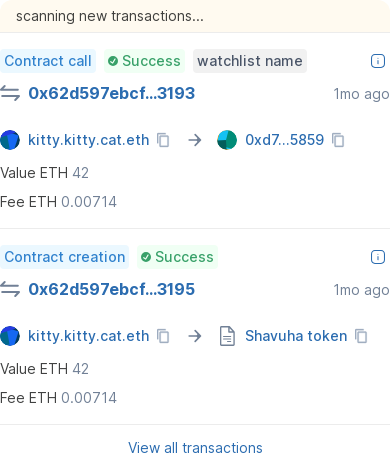 scanning new transactions...
Contract call Success watchlist name
0x62d597ebcf...3193 1mo ago
kitty.kitty.cat.eth 0xd7...5859
Value ETH 42
Fee ETH 0.00714
Contract creation Success
0x62d597ebcf...3195 1mo ago
kitty.kitty.cat.eth Shavuha token
Value ETH 42
Fee ETH 0.00714
View all transactions